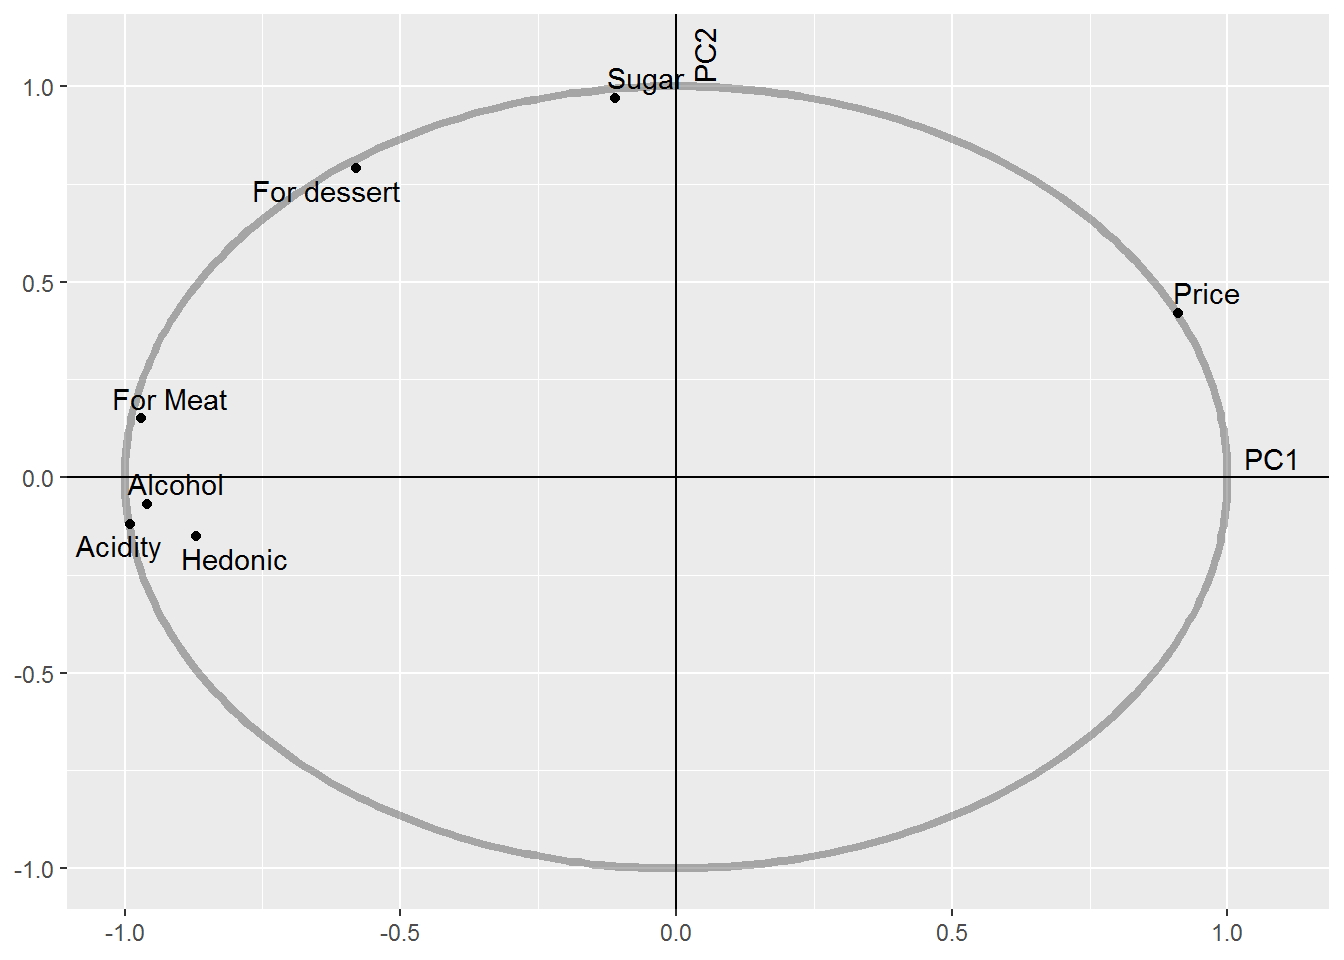 PC2
1.0
Sugar
For dessert
0.5
Price
For Meat
PC1
0.0
Alcohol
Acidity
Hedonic
-0.5
-1.0
-1.0
-0.5
0.0
0.5
1.0